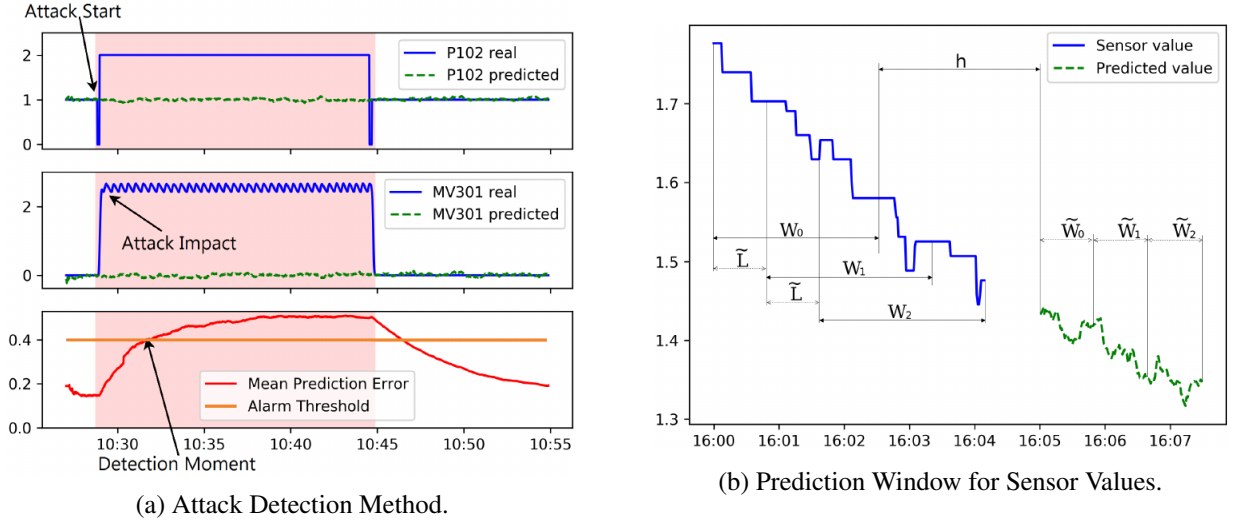 Attack Start
P102 real
P102 predicted
2
1
0
MV301 real
MV301 predicted
Attack Impact
2
0
Mean Prediction Error
Alarm Threshold
0.4
0.2
0.0
10:30 10:35 10:40 10:45 10:50 10:55
Detection Moment
(a) Attack Detection Method.
Sensor value
Predicted value
h
1.7
1.6
1.5
1.4
1.3
W₀
W̃₀ W̃₁ W̃₂
L̃
W₁
L̃
W₂
16:00 16:01 16:02 16:03 16:04 16:05 16:06 16:07
(b) Prediction Window for Sensor Values.